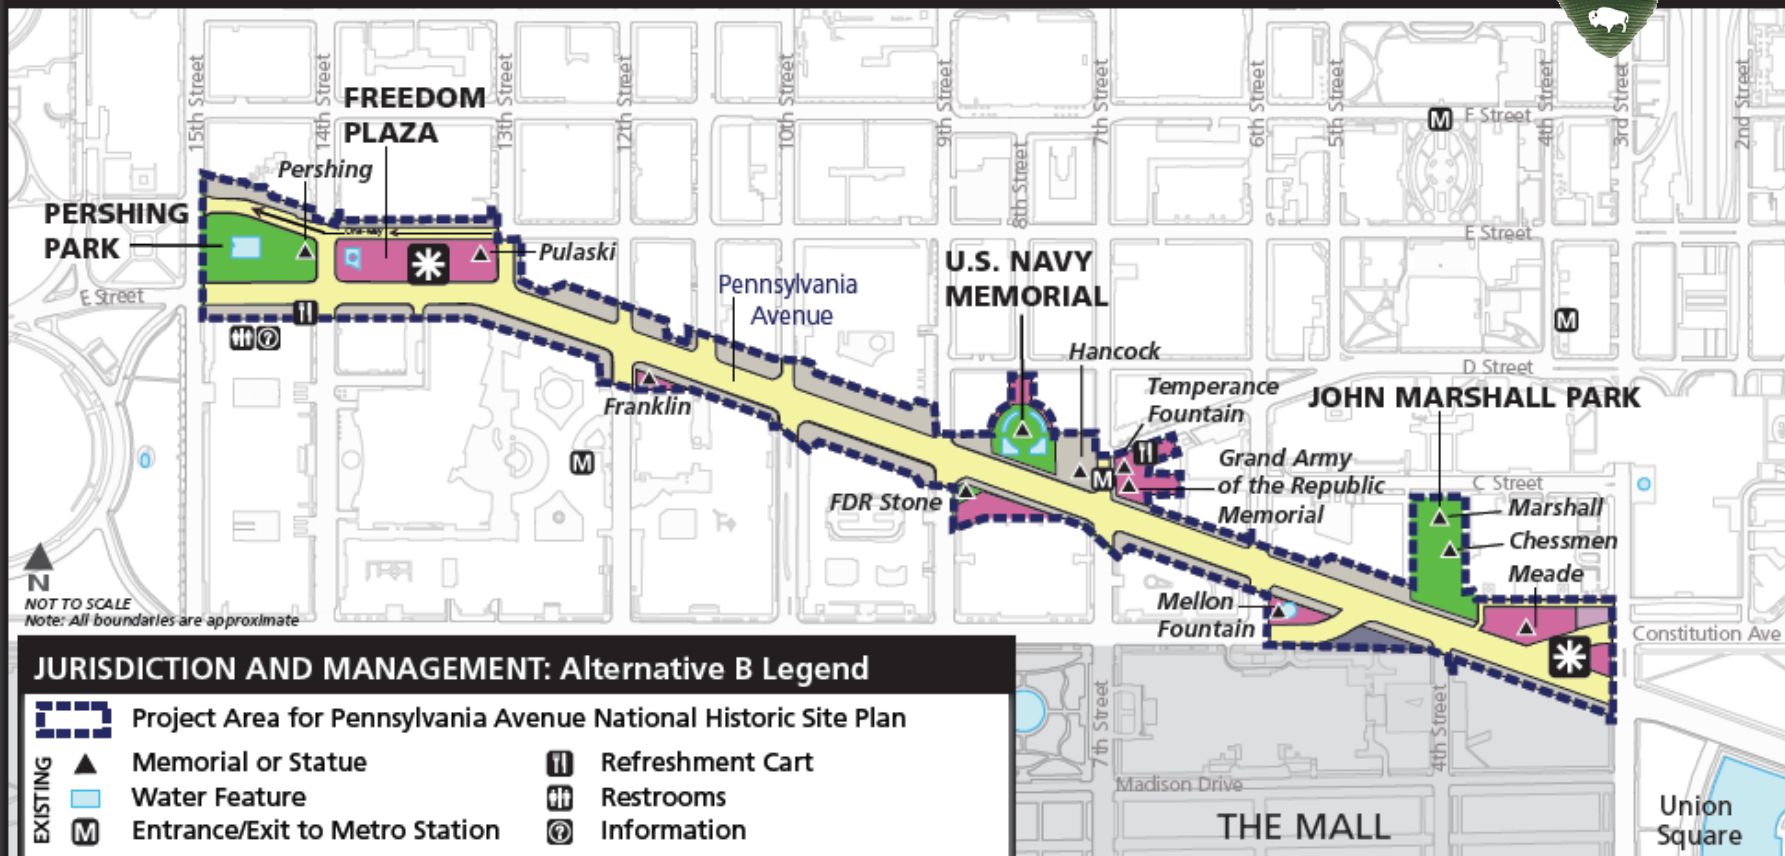 15th Street
14th Street
13th Street
12th Street
10th Street
9th Street
8th Street
7th Street
6th Street
5th Street
4th Street
3rd Street
2nd Street
FREEDOM
PLAZA
M
F Street
Pershing
PERSHING
PARK
One-way
Pulaski
E Street
E Street
U.S. NAVY
MEMORIAL
Pennsylvania
Avenue
M
Hancock
D Street
Temperance
Fountain
JOHN MARSHALL PARK
Franklin
M
M
Grand Army
of the Republic
Memorial
C Street
FDR Stone
Marshall
Chessmen
Meade
N
NOT TO SCALE
Note: All boundaries are approximate
Mellon
Fountain
Constitution Ave
7th Street
4th Street
Madison Drive
THE MALL
Union
Square
JURISDICTION AND MANAGEMENT: Alternative B Legend
Project Area for Pennsylvania Avenue National Historic Site Plan
EXISTING
Memorial or Statue
Refreshment Cart
Water Feature
Restrooms
M Entrance/Exit to Metro Station
? Information